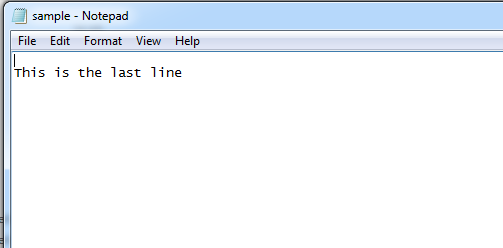 sample - Notepad
File Edit Format View Help
This is the last line